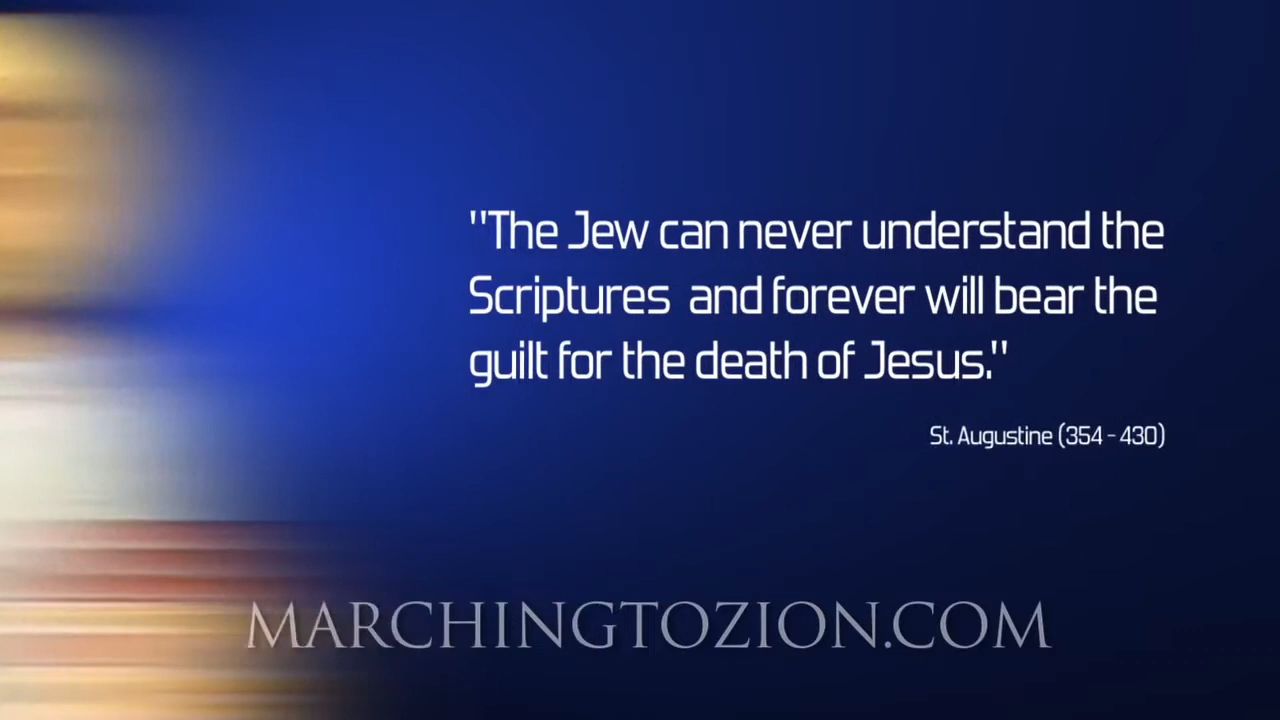 "The Jew can never understand the
Scriptures and forever will bear the
guilt for the death of Jesus."
St. Augustine (354 - 430)
MARCHINGTOZION.COM